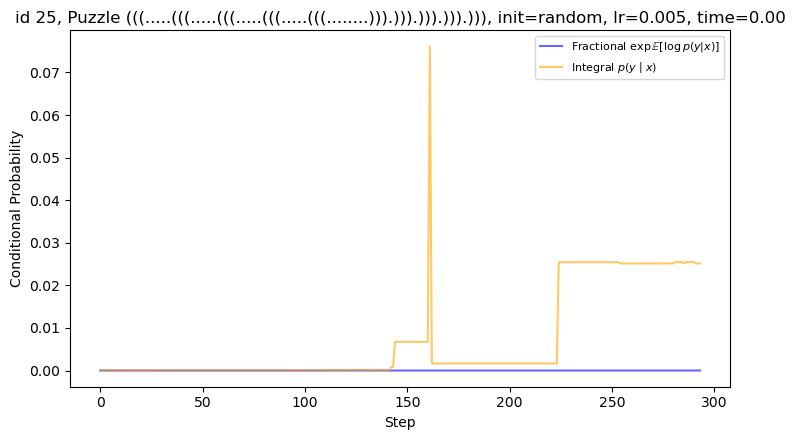 id 25, Puzzle (((.....(((.....(((.....(((.....(((........))).))).))).))).))), init=random, lr=0.005, time=0.00
Fractional exp𝔼[log p(y|x)]
Integral p(y | x)
Conditional Probability
0.07
0.06
0.05
0.04
0.03
0.02
0.01
0.00
0 50 100 150 200 250 300
Step